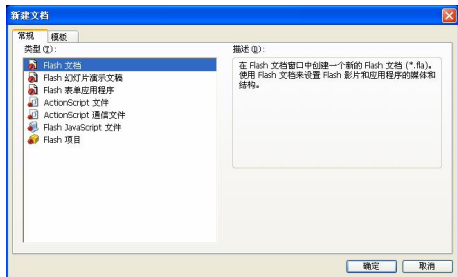 新建文档
常规 模板
类型(T):
描述(D):
Flash 文档
Flash 幻灯片演示文稿
Flash 表单应用程序
ActionScript 文件
ActionScript 通信文件
Flash JavaScript 文件
Flash 项目
在 Flash 文档窗口中创建一个新的 Flash 文档 (*.fla)。
使用 Flash 文档来设置 Flash 影片和应用程序的媒体和
结构。
确定 取消